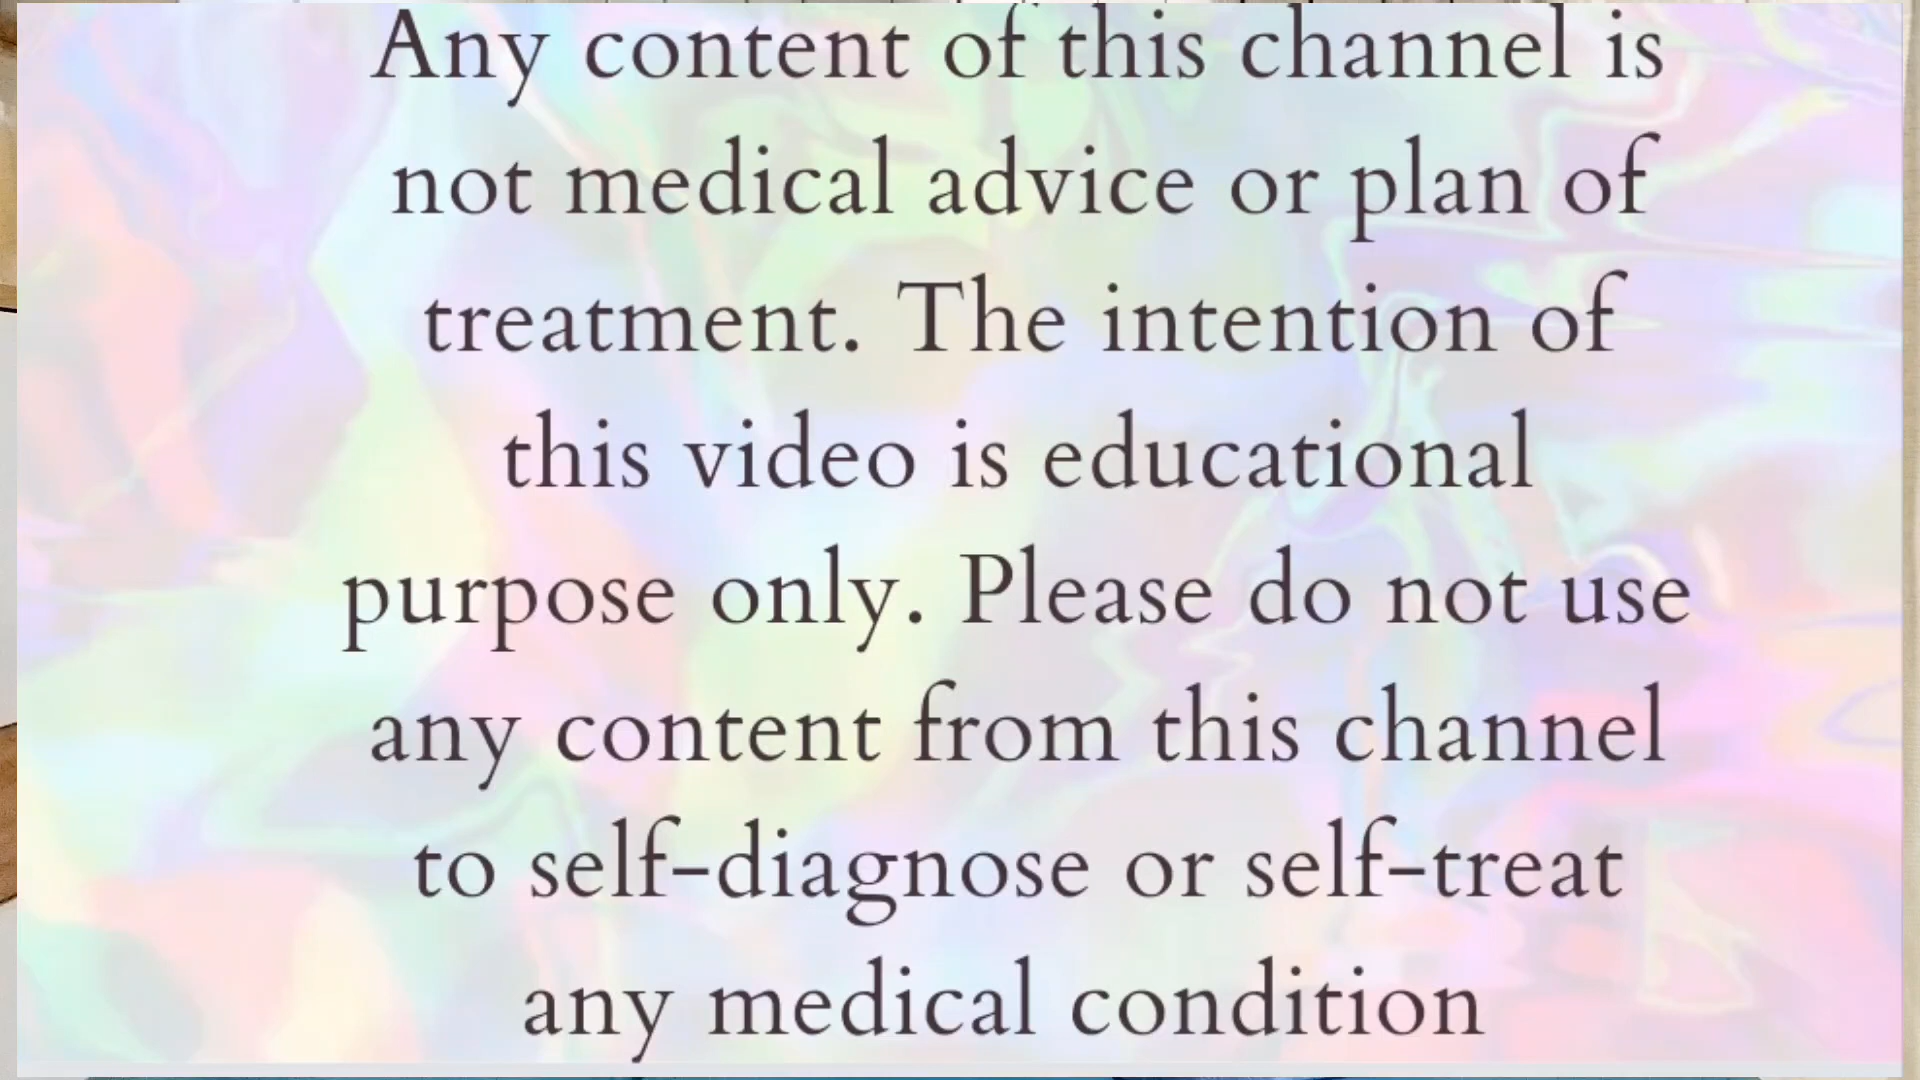 Any content of this channel is
not medical advice or plan of
treatment. The intention of
this video is educational
purpose only. Please do not use
any content from this channel
to self-diagnose or self-treat
any medical condition